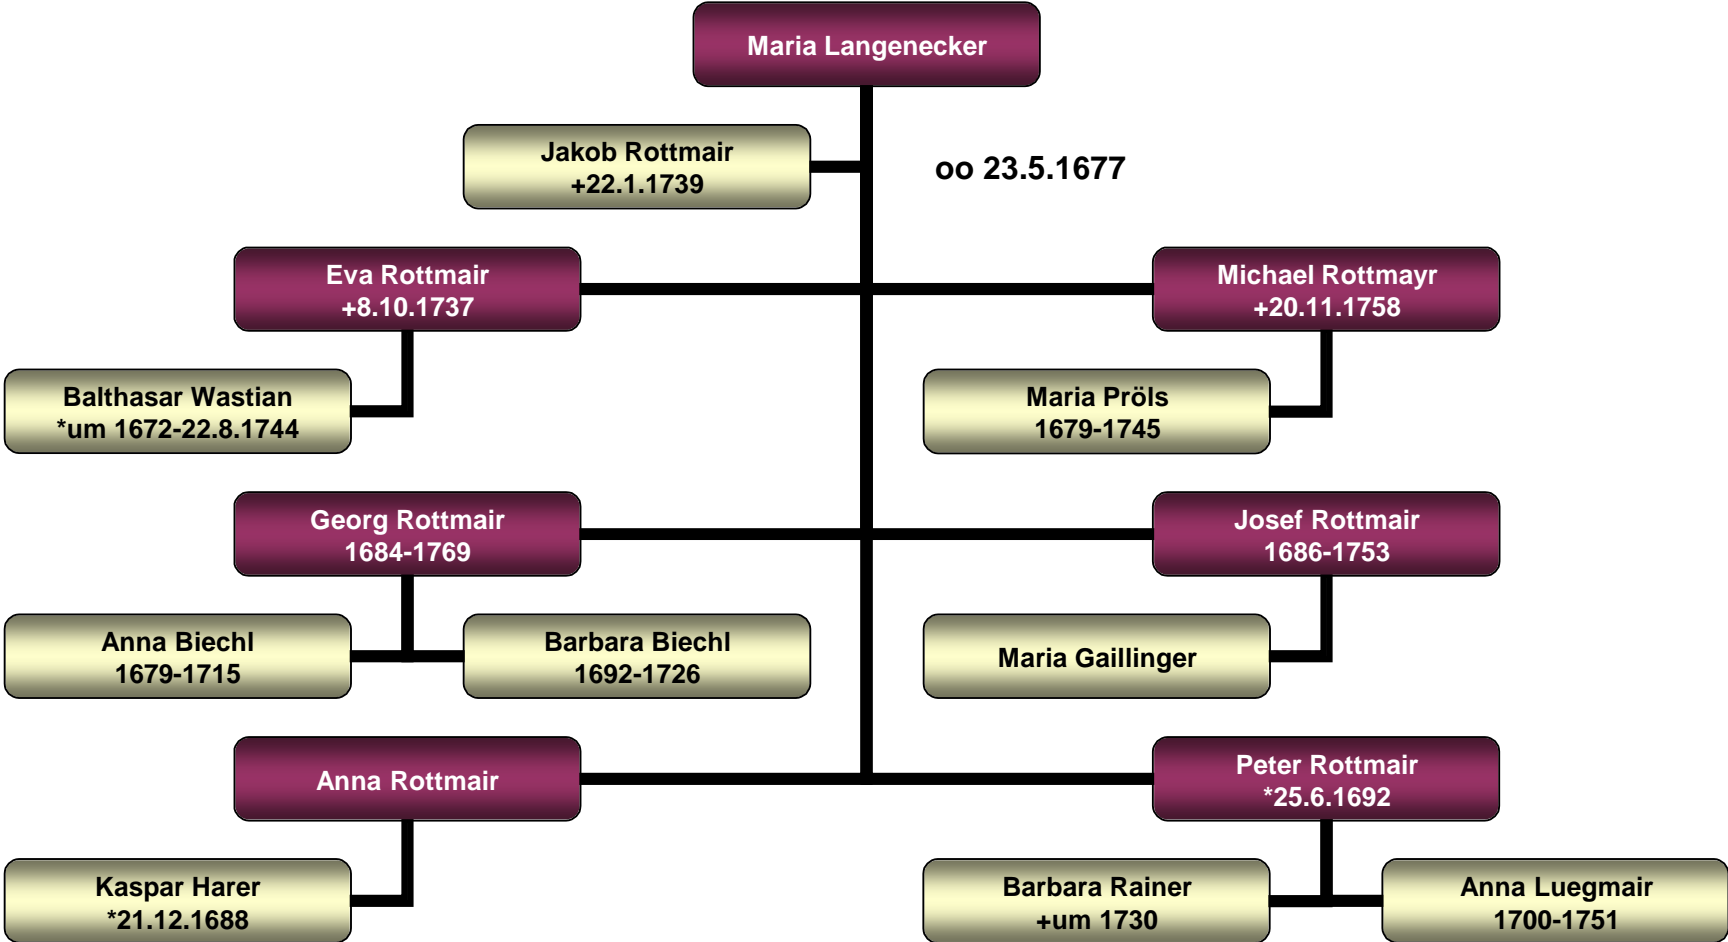 Maria Langenecker
Jakob Rottmair
+22.1.1739
oo 23.5.1677
Eva Rottmair
+8.10.1737
Michael Rottmayr
+20.11.1758
Balthasar Wastian
*um 1672-22.8.1744
Maria Pröls
1679-1745
Georg Rottmair
1684-1769
Josef Rottmair
1686-1753
Anna Biechl
1679-1715
Barbara Biechl
1692-1726
Maria Gaillinger
Anna Rottmair
Peter Rottmair
*25.6.1692
Kaspar Harer
*21.12.1688
Barbara Rainer
+um 1730
Anna Luegmair
1700-1751